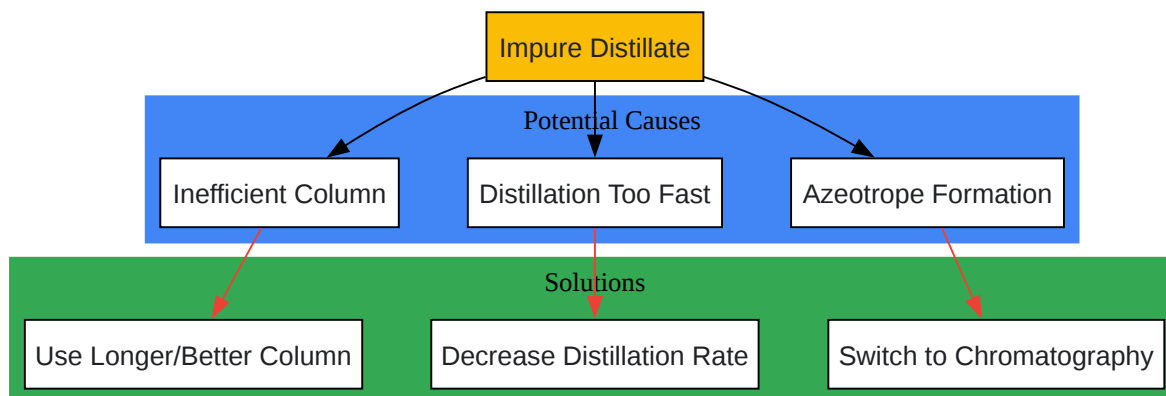 Impure Distillate
Potential Causes
Inefficient Column
Distillation Too Fast
Azeotrope Formation
Solutions
Use Longer/Better Column
Decrease Distillation Rate
Switch to Chromatography